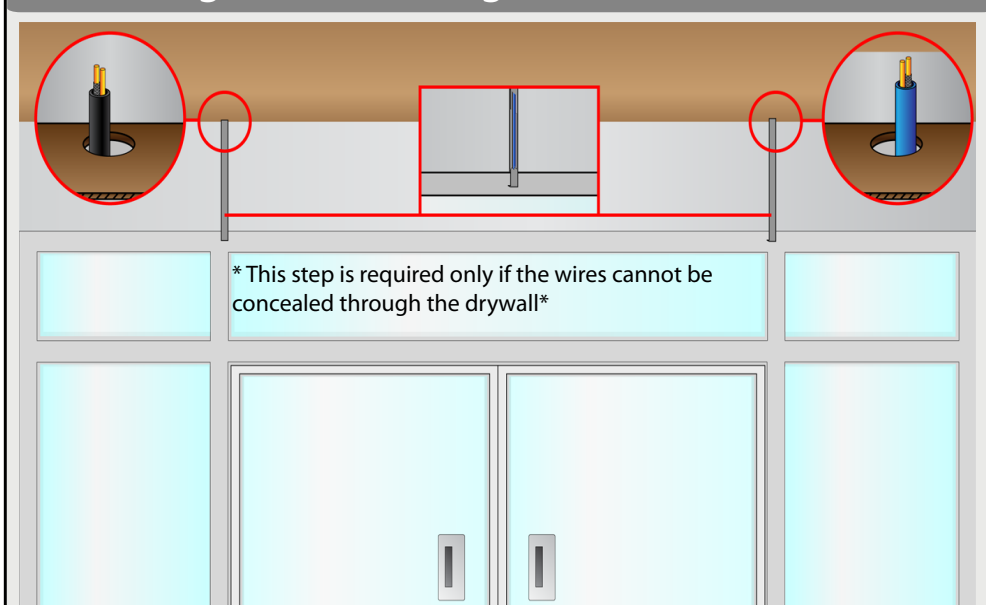 * This step is required only if the wires cannot be
concealed through the drywall*